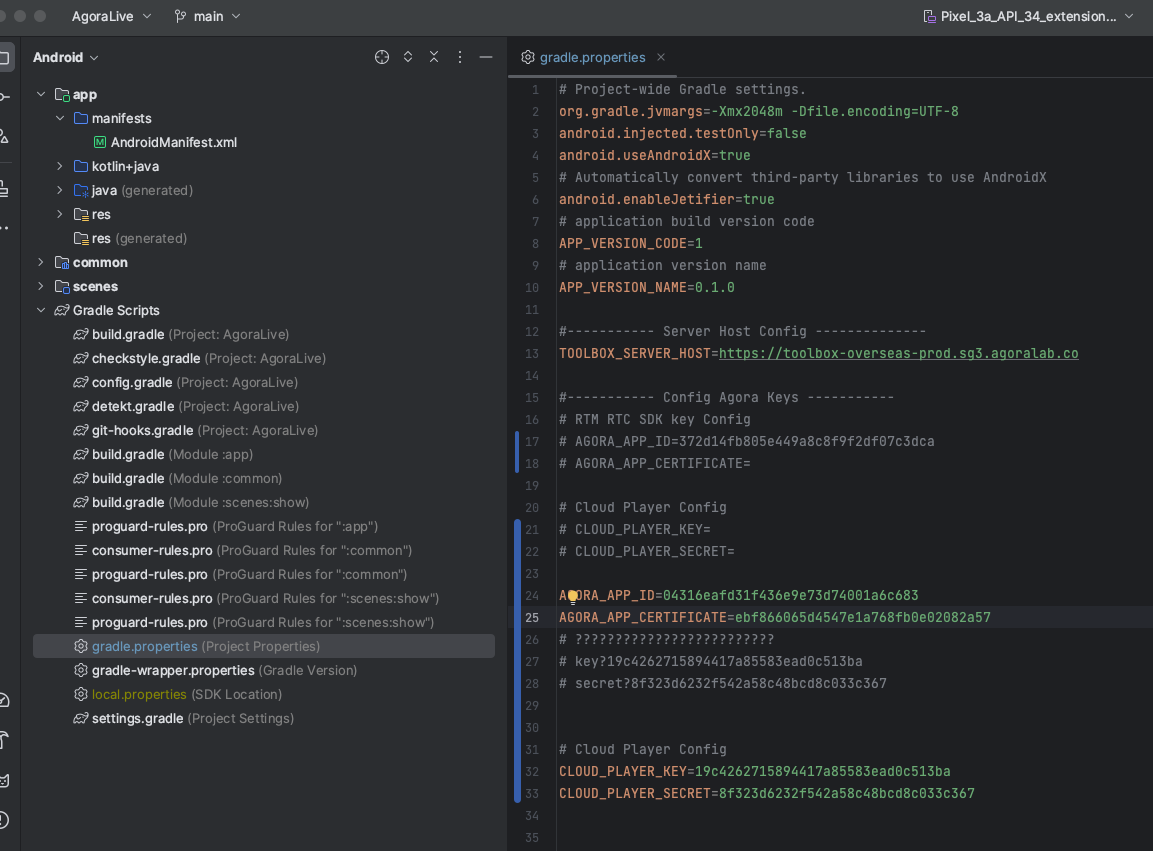 AgoraLive
main
Pixel_3a_API_34_extension...
Android
gradle.properties
app
manifests
AndroidManifest.xml
kotlin+java
java (generated)
res
res (generated)
common
scenes
Gradle Scripts
build.gradle (Project: AgoraLive)
checkstyle.gradle (Project: AgoraLive)
config.gradle (Project: AgoraLive)
detekt.gradle (Project: AgoraLive)
git-hooks.gradle (Project: AgoraLive)
build.gradle (Module :app)
build.gradle (Module :common)
build.gradle (Module :scenes:show)
proguard-rules.pro (ProGuard Rules for ":app")
consumer-rules.pro (ProGuard Rules for ":common")
proguard-rules.pro (ProGuard Rules for ":common")
consumer-rules.pro (ProGuard Rules for ":scenes:show")
proguard-rules.pro (ProGuard Rules for ":scenes:show")
gradle.properties (Project Properties)
gradle-wrapper.properties (Gradle Version)
local.properties (SDK Location)
settings.gradle (Project Settings)
1 # Project-wide Gradle settings.
2 org.gradle.jvmargs=-Xmx2048m -Dfile.encoding=UTF-8
3 android.injected.testOnly=false
4 android.useAndroidX=true
5 # Automatically convert third-party libraries to use AndroidX
6 android.enableJetifier=true
7 # application build version code
8 APP_VERSION_CODE=1
9 # application version name
10 APP_VERSION_NAME=0.1.0
11
12 #----------- Server Host Config --------------
13 TOOLBOX_SERVER_HOST=https://toolbox-overseas-prod.sg3.agoralab.co
14
15 #----------- Config Agora Keys -----------
16 # RTM RTC SDK key Config
17 # AGORA_APP_ID=372d14fb805e449a8c8f9f2df07c3dca
18 # AGORA_APP_CERTIFICATE=
19
20 # Cloud Player Config
21 # CLOUD_PLAYER_KEY=
22 # CLOUD_PLAYER_SECRET=
23
24 AGORA_APP_ID=04316eafd31f436e9e73d74001a6c683
25 AGORA_APP_CERTIFICATE=ebf866065d4547e1a768fb0e02082a57
26 # ?????????????????????????
27 # key?19c4262715894417a85583ead0c513ba
28 # secret?8f323d6232f542a58c48bcd8c033c367
29
30
31 # Cloud Player Config
32 CLOUD_PLAYER_KEY=19c4262715894417a85583ead0c513ba
33 CLOUD_PLAYER_SECRET=8f323d6232f542a58c48bcd8c033c367
34
35